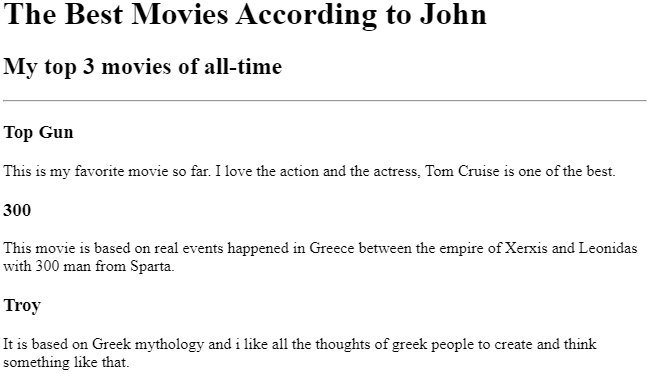 The Best Movies According to John
My top 3 movies of all-time
Top Gun
This is my favorite movie so far. I love the action and the actress, Tom Cruise is one of the best.
300
This movie is based on real events happened in Greece between the empire of Xerxis and Leonidas
with 300 man from Sparta.
Troy
It is based on Greek mythology and i like all the thoughts of greek people to create and think
something like that.